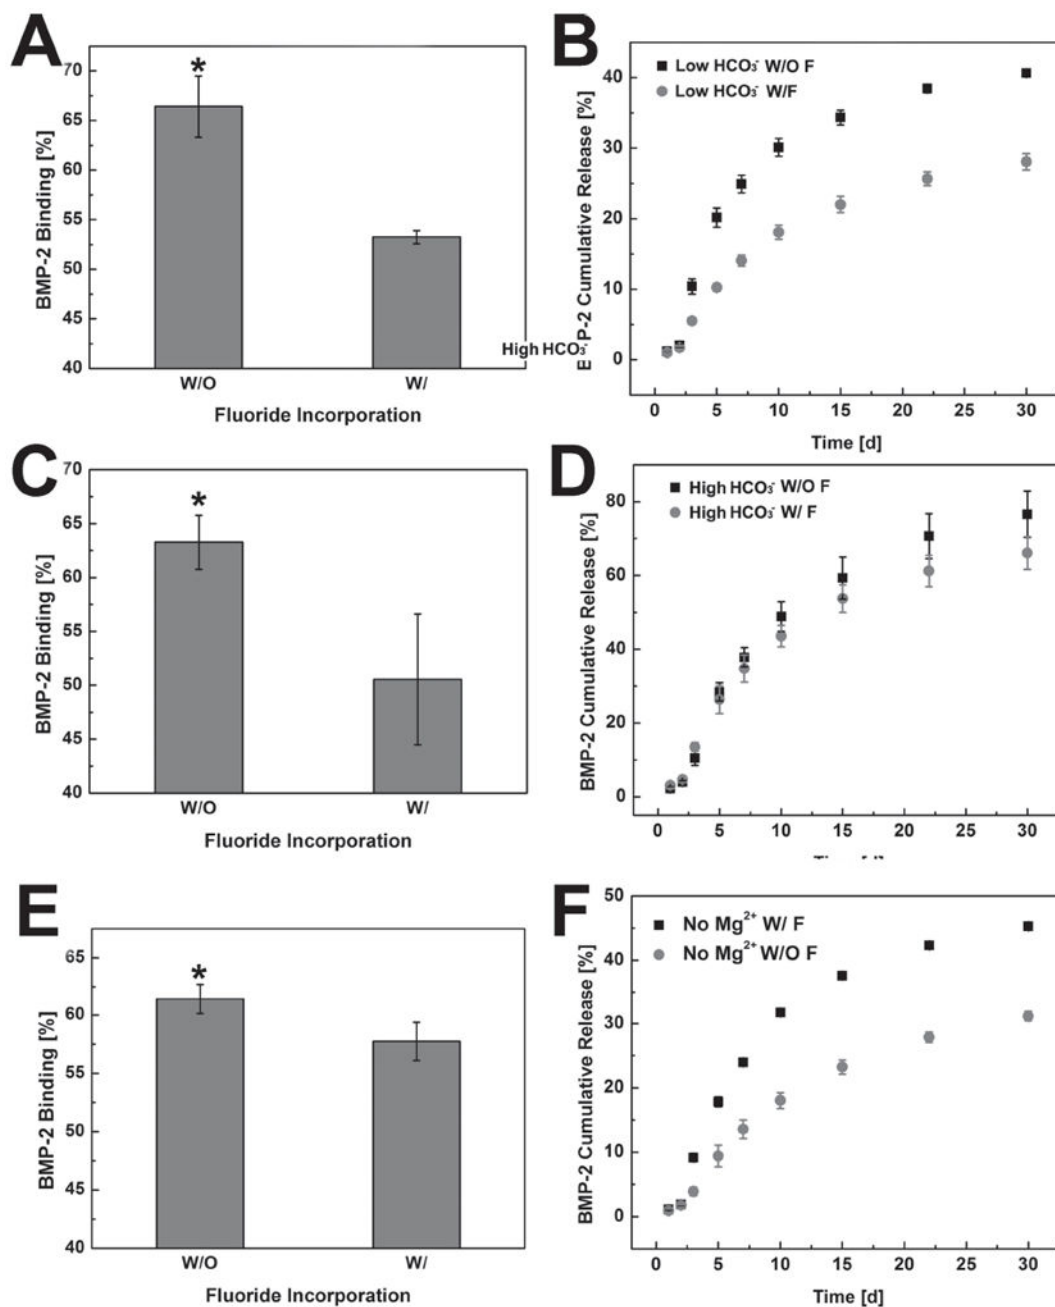 A
BMP-2 Binding [%]
70
65
60
55
50
45
40
*
W/O
W/
Fluoride Incorporation
High HCO₃⁻
B
P-2 Cumulative Release [%]
40
30
20
10
0
Low HCO₃⁻ W/O F
Low HCO₃⁻ W/F
0 5 10 15 20 25 30
Time [d]
C
BMP-2 Binding [%]
70
65
60
55
50
45
40
*
W/O
W/
Fluoride Incorporation
D
BMP-2 Cumulative Release [%]
80
60
40
20
0
High HCO₃⁻ W/O F
High HCO₃⁻ W/ F
0 5 10 15 20 25 30
E
BMP-2 Binding [%]
65
60
55
50
45
40
*
W/O
W/
Fluoride Incorporation
F
BMP-2 Cumulative Release [%]
50
40
30
20
10
0
No Mg²⁺ W/ F
No Mg²⁺ W/O F
0 5 10 15 20 25 30
Time [d]